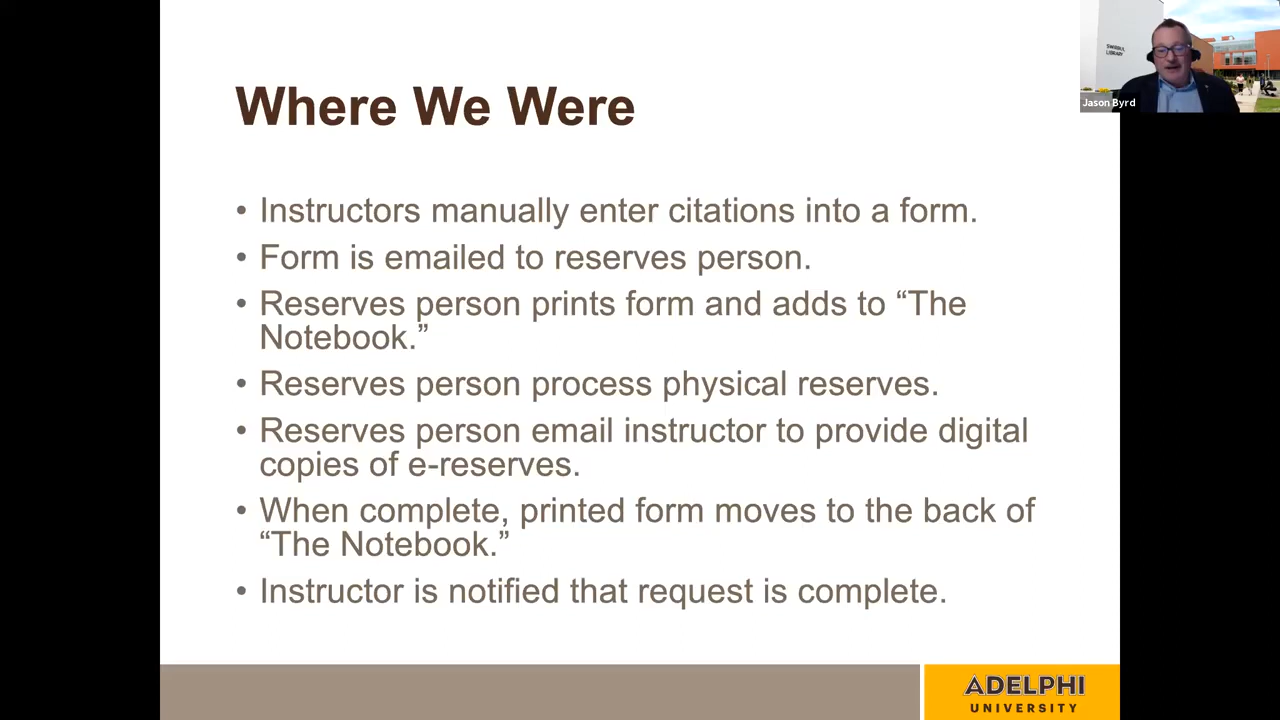 Where We Were
• Instructors manually enter citations into a form.
• Form is emailed to reserves person.
• Reserves person prints form and adds to “The
Notebook.”
• Reserves person process physical reserves.
• Reserves person email instructor to provide digital
copies of e-reserves.
• When complete, printed form moves to the back of
“The Notebook.”
• Instructor is notified that request is complete.
ADELPHI
UNIVERSITY
SWIRBUL
LIBRARY
Jason Byrd